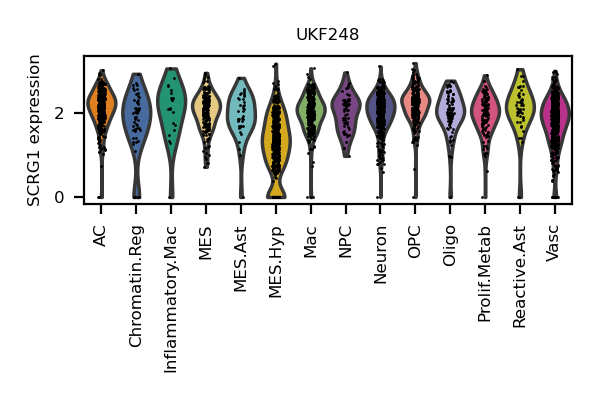 UKF248
SCRG1 expression
2
0
AC
Chromatin.Reg
Inflammatory.Mac
MES
MES.Ast
MES.Hyp
Mac
NPC
Neuron
OPC
Oligo
Prolif.Metab
Reactive.Ast
Vasc